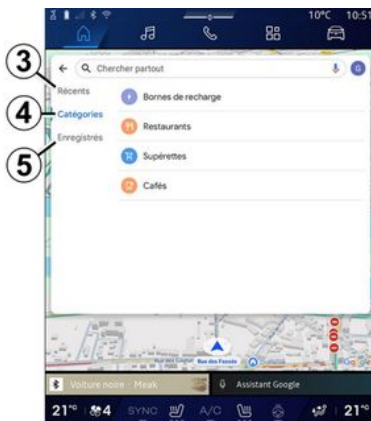 10°C 10:51
← Chercher partout G
3 Récents
4 Catégories
5 Enregistrés
Bornes de recharge
Restaurants
Supérettes
Cafés
Rue des Fossés
Google
Voiture noire · Meak
Assistant Google
21°C 4 SYNC A/C 21°C